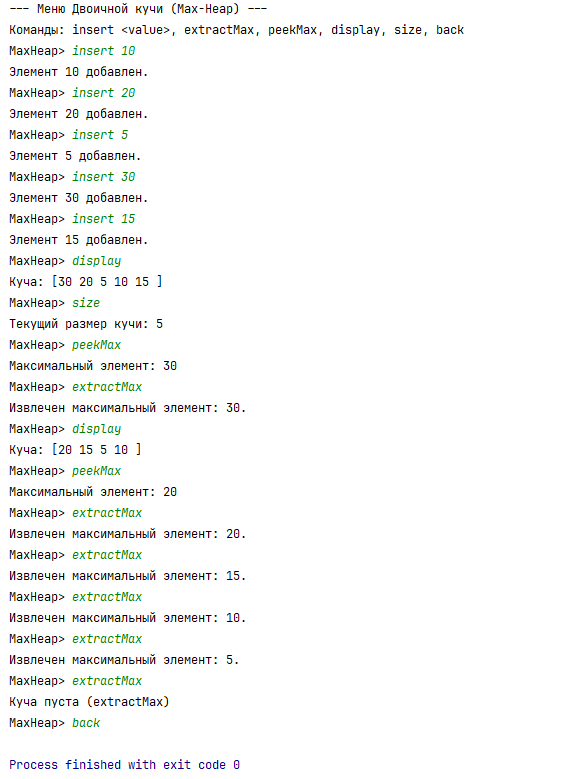 --- Меню Двоичной кучи (Max-Heap) ---
Команды: insert <value>, extractMax, peekMax, display, size, back
MaxHeap> insert 10
Элемент 10 добавлен.
MaxHeap> insert 20
Элемент 20 добавлен.
MaxHeap> insert 5
Элемент 5 добавлен.
MaxHeap> insert 30
Элемент 30 добавлен.
MaxHeap> insert 15
Элемент 15 добавлен.
MaxHeap> display
Куча: [30 20 5 10 15 ]
MaxHeap> size
Текущий размер кучи: 5
MaxHeap> peekMax
Максимальный элемент: 30
MaxHeap> extractMax
Извлечен максимальный элемент: 30.
MaxHeap> display
Куча: [20 15 5 10 ]
MaxHeap> peekMax
Максимальный элемент: 20
MaxHeap> extractMax
Извлечен максимальный элемент: 20.
MaxHeap> extractMax
Извлечен максимальный элемент: 15.
MaxHeap> extractMax
Извлечен максимальный элемент: 10.
MaxHeap> extractMax
Извлечен максимальный элемент: 5.
MaxHeap> extractMax
Куча пуста (extractMax)
MaxHeap> back
Process finished with exit code 0